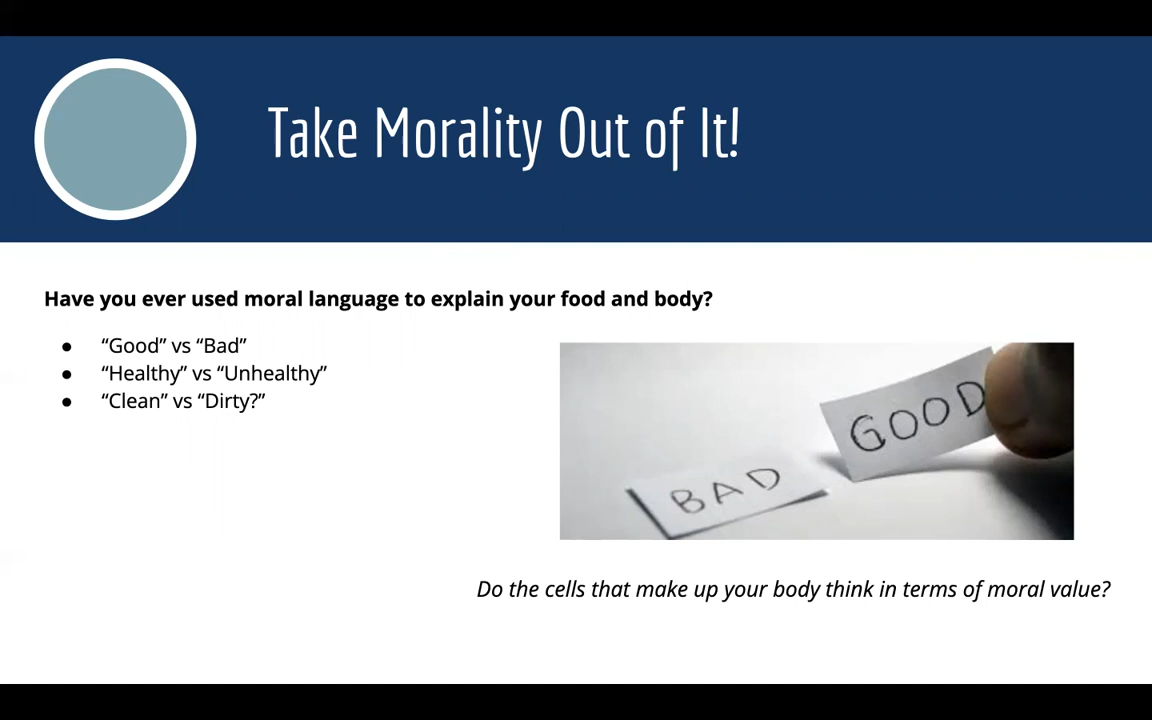 Take Morality Out of It!
Have you ever used moral language to explain your food and body?
● “Good” vs “Bad”
● “Healthy” vs “Unhealthy”
● “Clean” vs “Dirty?”
GOOD
BAD
Do the cells that make up your body think in terms of moral value?